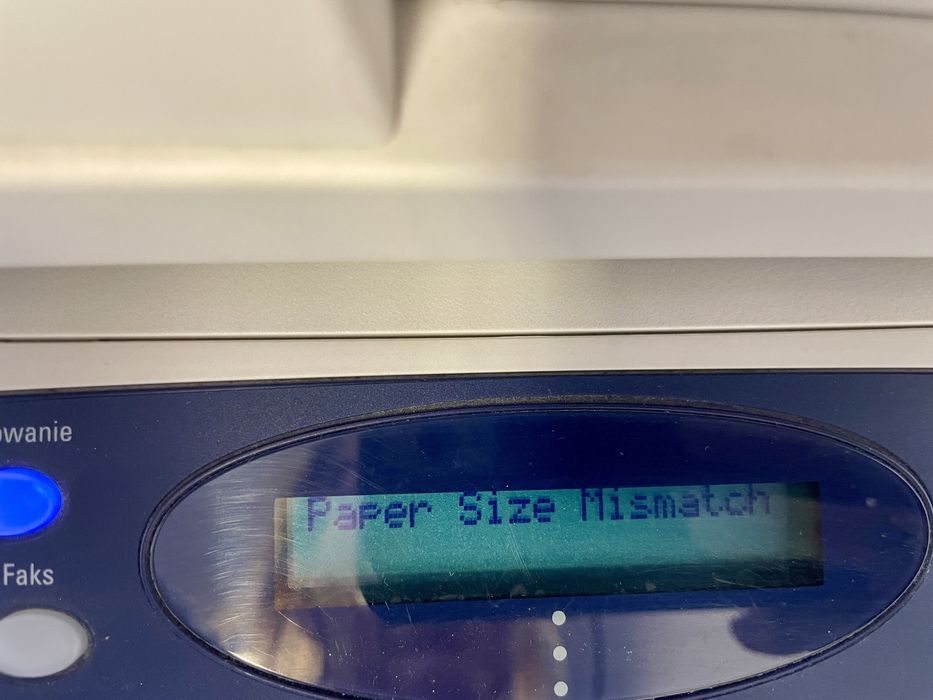 owanie
Paper Size Mismatch
Faks